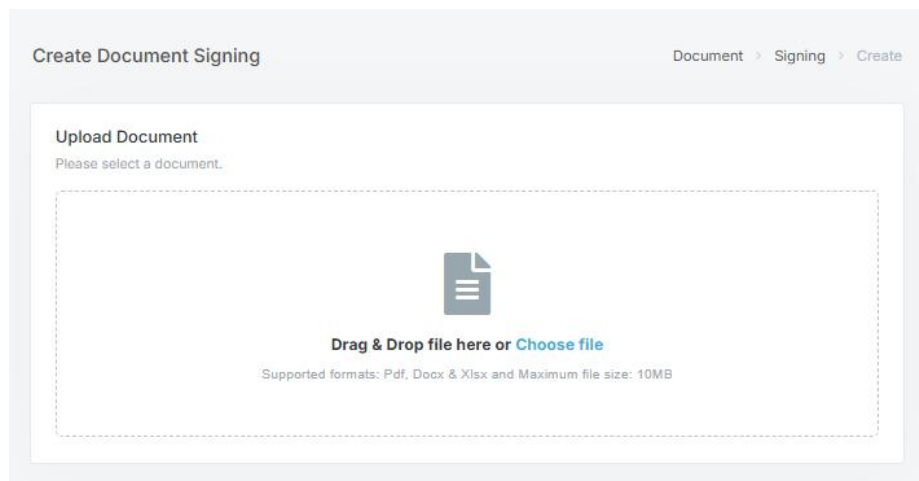 Create Document Signing
Document > Signing > Create
Upload Document
Please select a document.
Drag & Drop file here or Choose file
Supported formats: Pdf, Docx & Xlsx and Maximum file size: 10MB